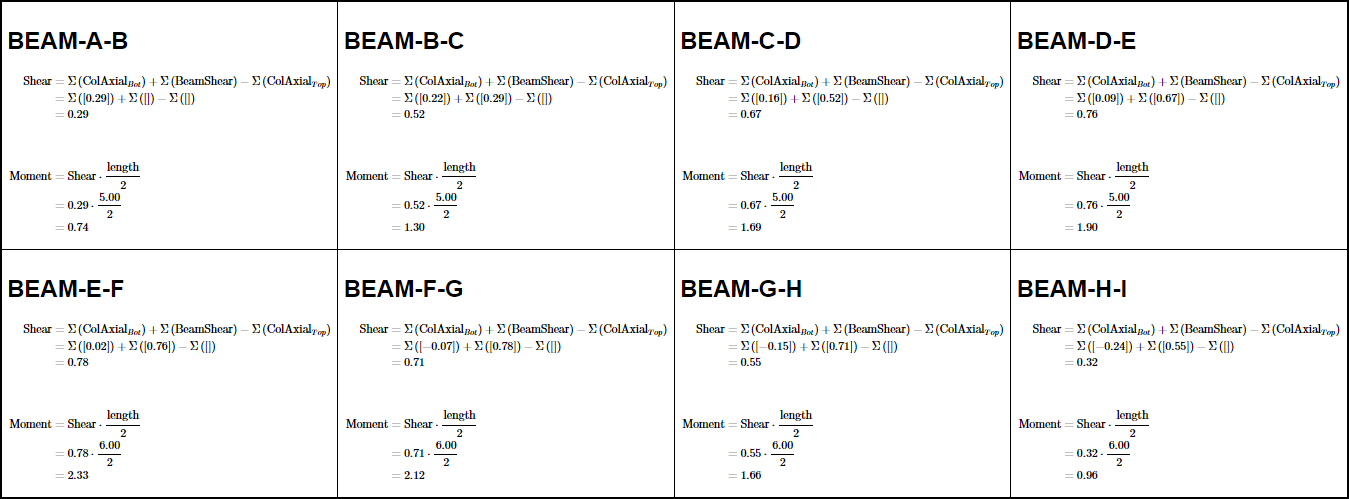 BEAM-A-B
Shear = Σ (ColAxial_Bot) + Σ (BeamShear) − Σ (ColAxial_Top)
= Σ ([0.29]) + Σ ([]) − Σ ([])
= 0.29
Moment = Shear · length/2
= 0.29 · 5.00/2
= 0.74
BEAM-B-C
Shear = Σ (ColAxial_Bot) + Σ (BeamShear) − Σ (ColAxial_Top)
= Σ ([0.22]) + Σ ([0.29]) − Σ ([])
= 0.52
Moment = Shear · length/2
= 0.52 · 5.00/2
= 1.30
BEAM-C-D
Shear = Σ (ColAxial_Bot) + Σ (BeamShear) − Σ (ColAxial_Top)
= Σ ([0.16]) + Σ ([0.52]) − Σ ([])
= 0.67
Moment = Shear · length/2
= 0.67 · 5.00/2
= 1.69
BEAM-D-E
Shear = Σ (ColAxial_Bot) + Σ (BeamShear) − Σ (ColAxial_Top)
= Σ ([0.09]) + Σ ([0.67]) − Σ ([])
= 0.76
Moment = Shear · length/2
= 0.76 · 5.00/2
= 1.90
BEAM-E-F
Shear = Σ (ColAxial_Bot) + Σ (BeamShear) − Σ (ColAxial_Top)
= Σ ([0.02]) + Σ ([0.76]) − Σ ([])
= 0.78
Moment = Shear · length/2
= 0.78 · 6.00/2
= 2.33
BEAM-F-G
Shear = Σ (ColAxial_Bot) + Σ (BeamShear) − Σ (ColAxial_Top)
= Σ ([−0.07]) + Σ ([0.78]) − Σ ([])
= 0.71
Moment = Shear · length/2
= 0.71 · 6.00/2
= 2.12
BEAM-G-H
Shear = Σ (ColAxial_Bot) + Σ (BeamShear) − Σ (ColAxial_Top)
= Σ ([−0.15]) + Σ ([0.71]) − Σ ([])
= 0.55
Moment = Shear · length/2
= 0.55 · 6.00/2
= 1.66
BEAM-H-I
Shear = Σ (ColAxial_Bot) + Σ (BeamShear) − Σ (ColAxial_Top)
= Σ ([−0.24]) + Σ ([0.55]) − Σ ([])
= 0.32
Moment = Shear · length/2
= 0.32 · 6.00/2
= 0.96